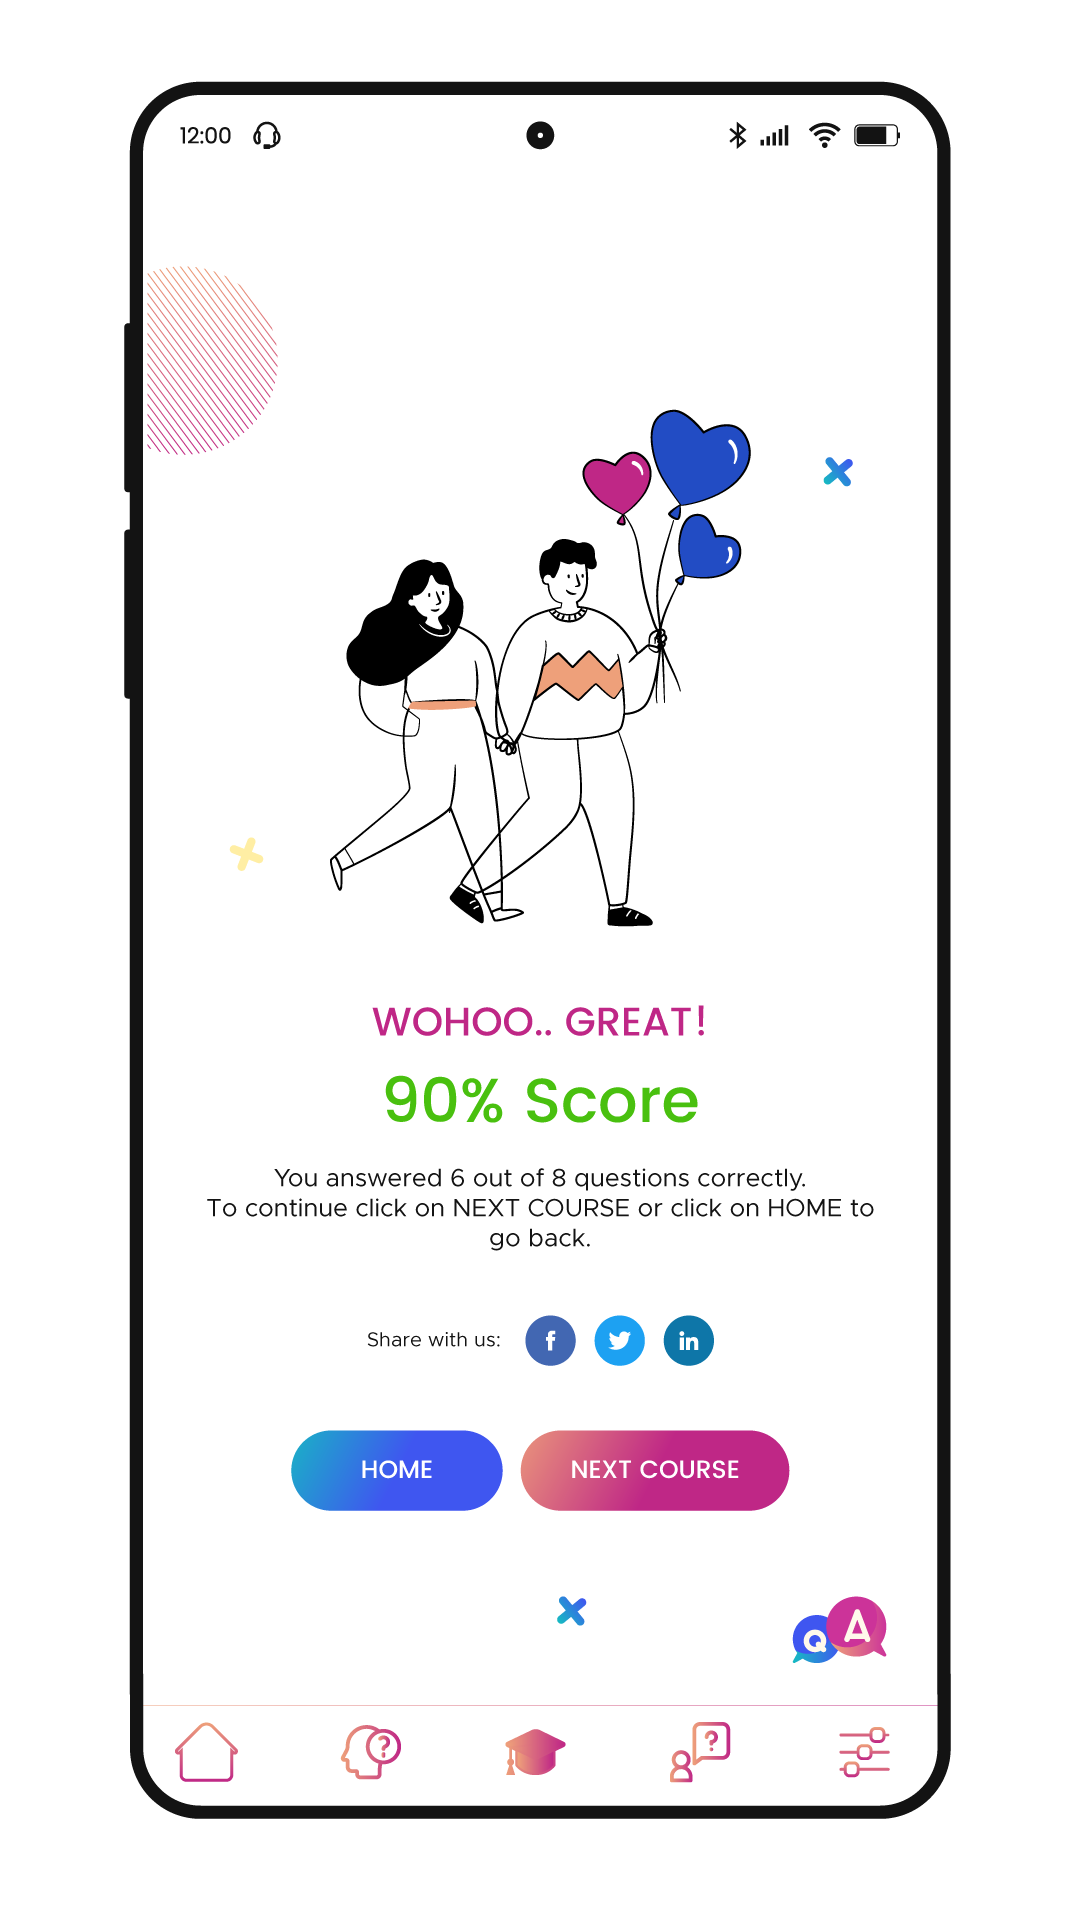 12:00
WOHOO.. GREAT!
90% Score
You answered 6 out of 8 questions correctly.
To continue click on NEXT COURSE or click on HOME to
go back.
Share with us:
f
in
HOME
NEXT COURSE
Q A
? ?